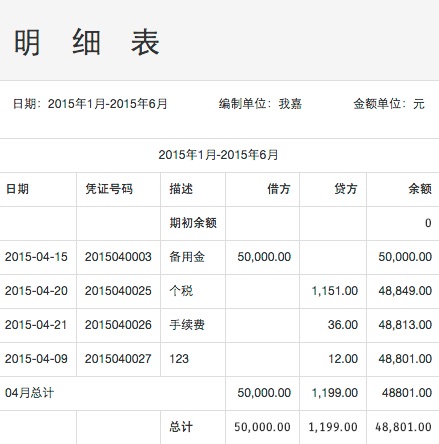 明 细 表
日期：2015年1月-2015年6月 编制单位：我嘉 金额单位：元
2015年1月-2015年6月
日期 凭证号码 描述 借方 贷方 余额
期初余额 0
2015-04-15 2015040003 备用金 50,000.00 50,000.00
2015-04-20 2015040025 个税 1,151.00 48,849.00
2015-04-21 2015040026 手续费 36.00 48,813.00
2015-04-09 2015040027 123 12.00 48,801.00
04月总计 50,000.00 1,199.00 48801.00
总计 50,000.00 1,199.00 48,801.00